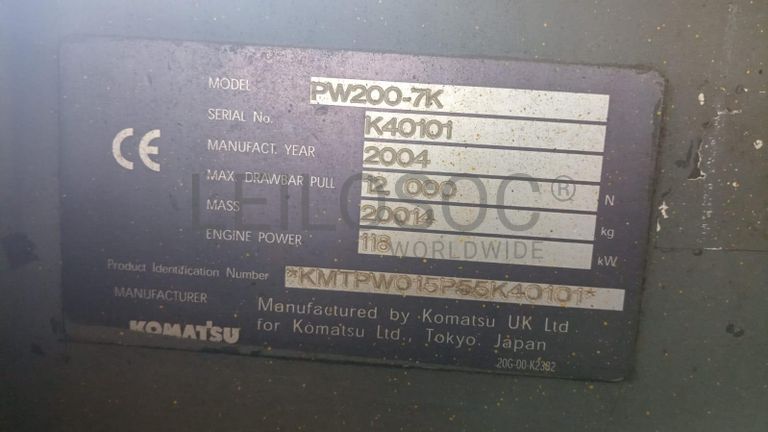 MODEL PW200-7K
SERIAL No. K40101
MANUFACT. YEAR 2004
MAX. DRAWBAR PULL 12 000 N
MASS 20014 kg
ENGINE POWER 118 kW
Product Identification Number *KMTPW015PS5K40101*
MANUFACTURER
Manufactured by Komatsu UK Ltd
for Komatsu Ltd., Tokyo Japan
KOMATSU
20G-00-K2382
CE
LEILOSOC®
WORLDWIDE